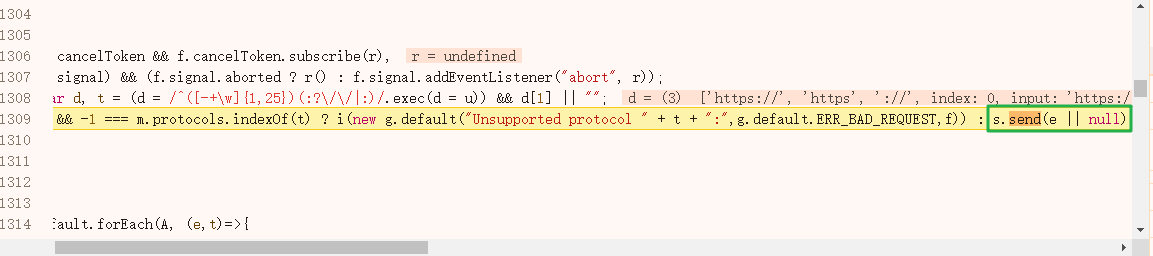 1304
1305
1306 cancelToken && f.cancelToken.subscribe(r), r = undefined
1307 signal) && (f.signal.aborted ? r() : f.signal.addEventListener("abort", r));
1308 ar d, t = (d = /^([-+\w]{1,25})(:?\/\/|:)/.exec(d = u)) && d[1] || ""; d = (3) ['https://', 'https', '://', index: 0, input: 'https:/
1309 && -1 === m.protocols.indexOf(t) ? i(new g.default("Unsupported protocol " + t + ":",g.default.ERR_BAD_REQUEST,f)) : s.send(e || null)
1310
1311
1312
1313
1314 fault.forEach(A, (e,t)=>{